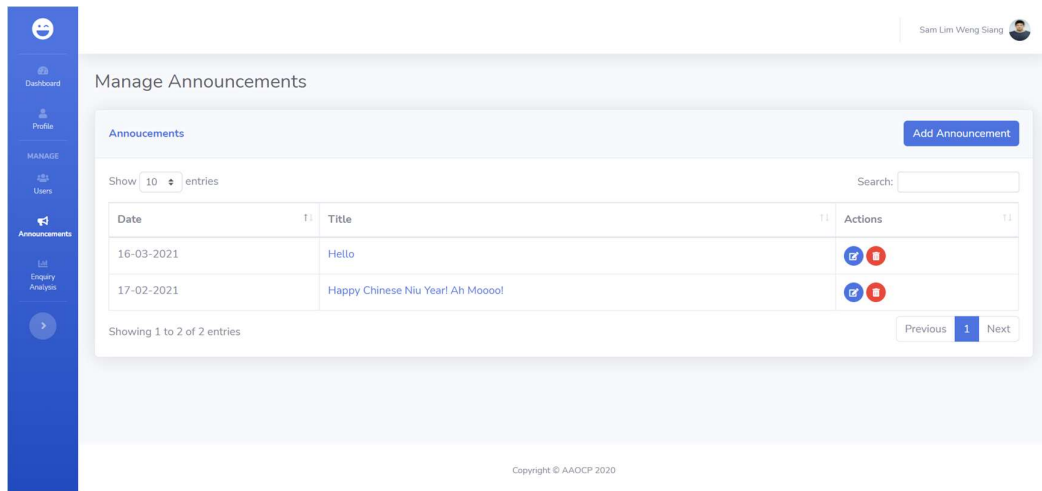 Sam Lim Weng Siang
Dashboard
Profile
MANAGE
Users
Announcements
Enquiry
Analysis
Manage Announcements
Annoucements
Add Announcement
Show 10 entries
Search:
Date Title Actions
16-03-2021 Hello
17-02-2021 Happy Chinese Niu Year! Ah Moooo!
Showing 1 to 2 of 2 entries
Previous 1 Next
Copyright © AAOCP 2020